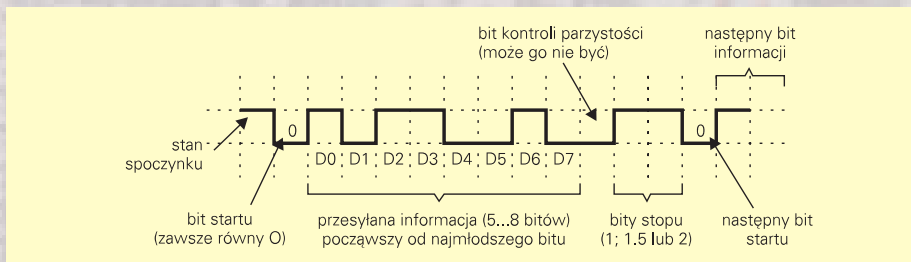 bit kontroli parzystości
(może go nie być)
następny bit
informacji
stan
spoczynku
0
D0 D1 D2 D3 D4 D5 D6 D7
0
bit startu
(zawsze równy O)
przesyłana informacja (5...8 bitów)
począwszy od najmłodszego bitu
bity stopu
(1; 1.5 lub 2)
następny bit
startu